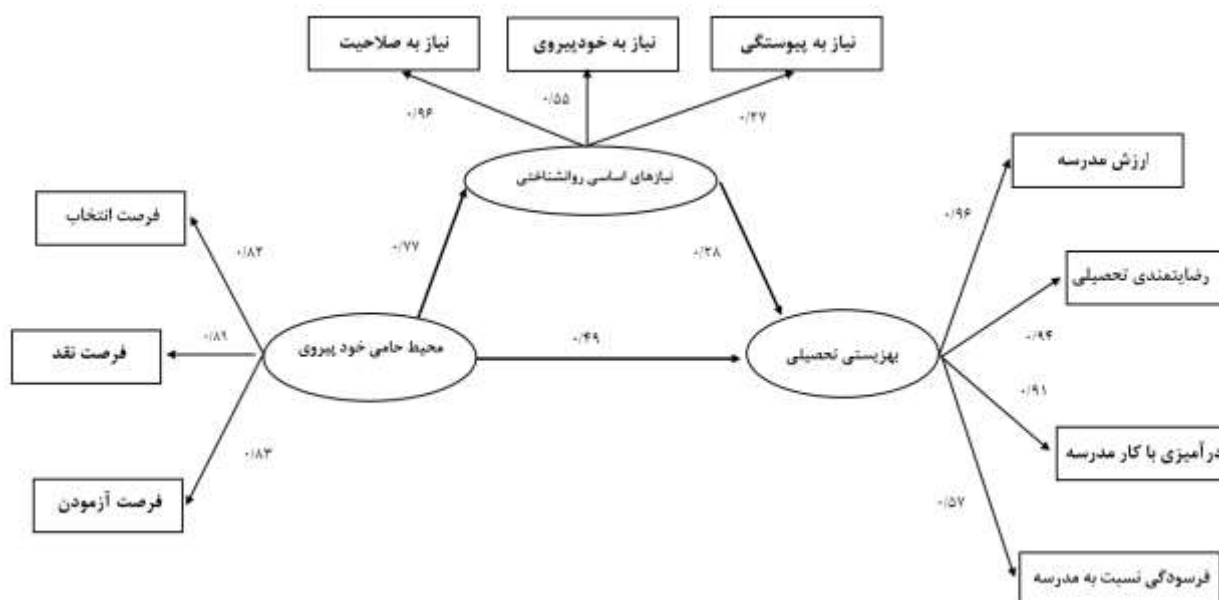 نیاز به پیوستگی
نیاز به خودپیروی
نیاز به صلاحیت
۰/۹۶
۰/۵۵
۰/۲۷
نیازهای اساسی روانشناختی
ارزش مدرسه
۰/۹۶
فرصت انتخاب
۰/۸۲
۰/۷۷
۰/۳۸
رضایتمندی تحصیلی
۰/۹۴
فرصت نقد
۰/۸۹
محیط حامی خود پیروی
۰/۴۹
بهزیستی تحصیلی
۰/۹۱
درآمیزی با کار مدرسه
۰/۸۳
فرصت آزمودن
۰/۵۷
فرسودگی نسبت به مدرسه